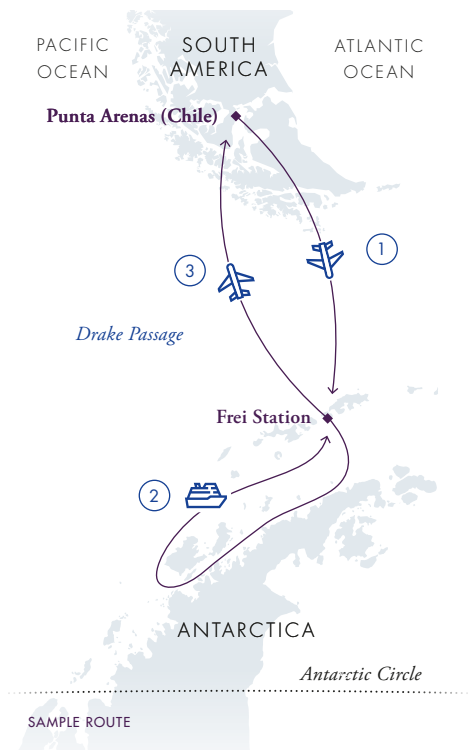 PACIFIC
OCEAN
SOUTH
AMERICA
ATLANTIC
OCEAN
Punta Arenas (Chile)
1
3
Drake Passage
Frei Station
2
ANTARCTICA
Antarctic Circle
SAMPLE ROUTE